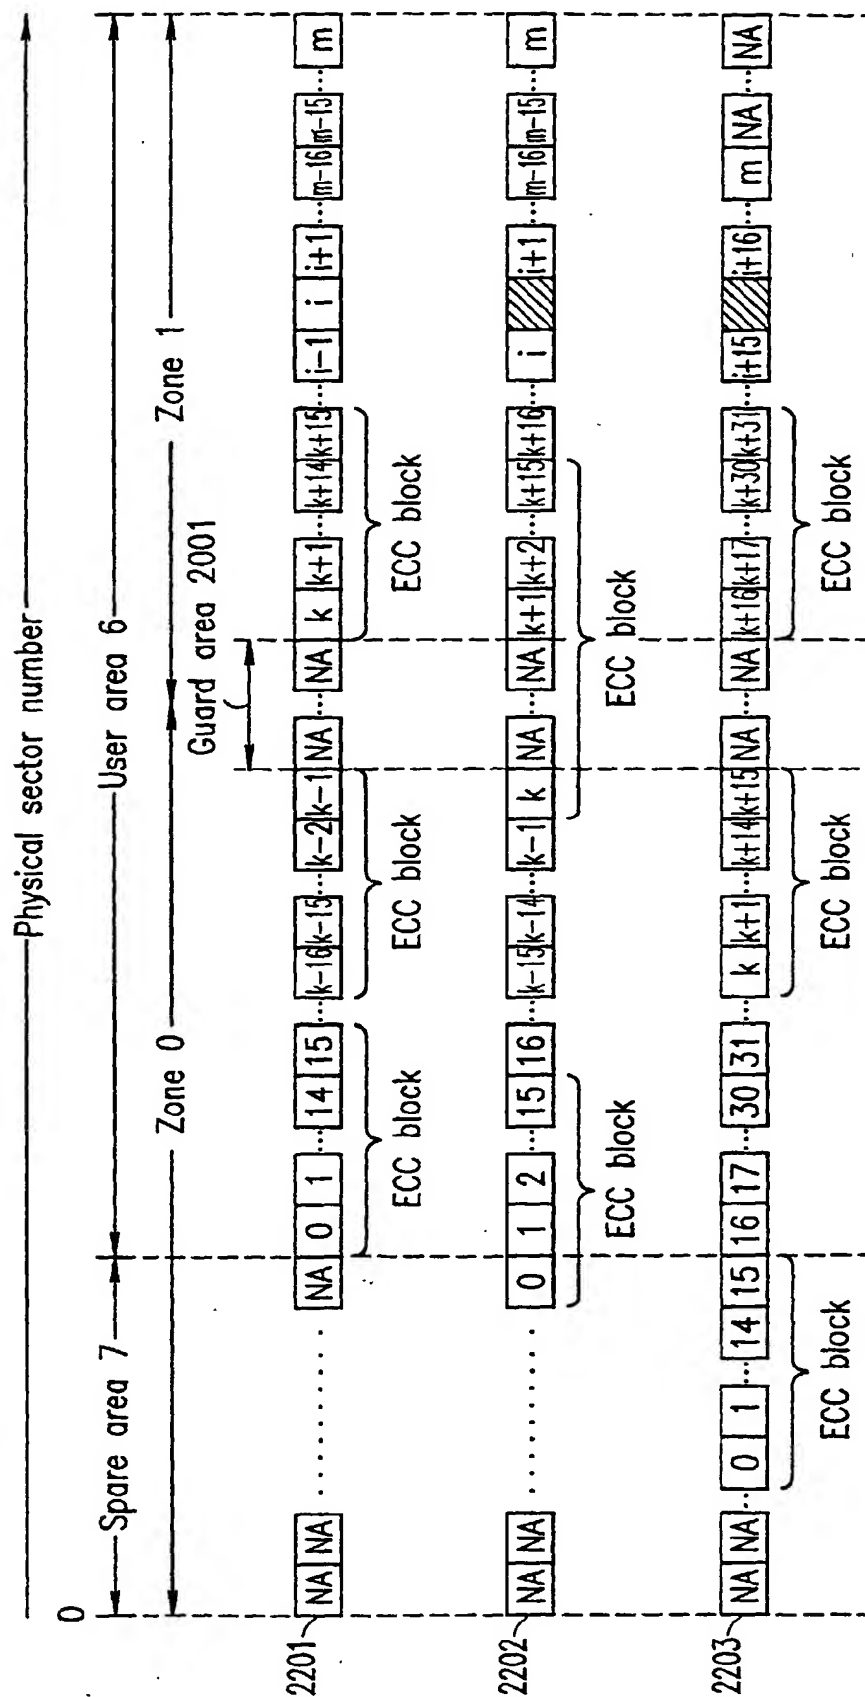 Physical sector number
0
Spare area 7
User area 6
Zone 0
Zone 1
Guard area 2001
2201
NA NA ········ NA 0 1 ··· 14 15 ··· k-16 k-15 ··· k-2 k-1 NA ··· NA k k+1 ··· k+14 k+15 ··· i-1 i i+1 ··· m-16 m-15 ··· m
ECC block
ECC block
ECC block
2202
NA NA ········ 0 1 2 ··· 15 16 ··· k-15 k-14 ··· k-1 k NA ··· NA k+1 k+2 ··· k+15 k+16 ··· i i+1 ··· m-16 m-15 ··· m
ECC block
ECC block
2203
NA NA ··· 0 1 ··· 14 15 16 17 ··· 30 31 ··· k k+1 ··· k+14 k+15 NA ··· NA k+16 k+17 ··· k+30 k+31 ··· i+15 i+16 ··· m NA ··· NA
ECC block
ECC block
ECC block